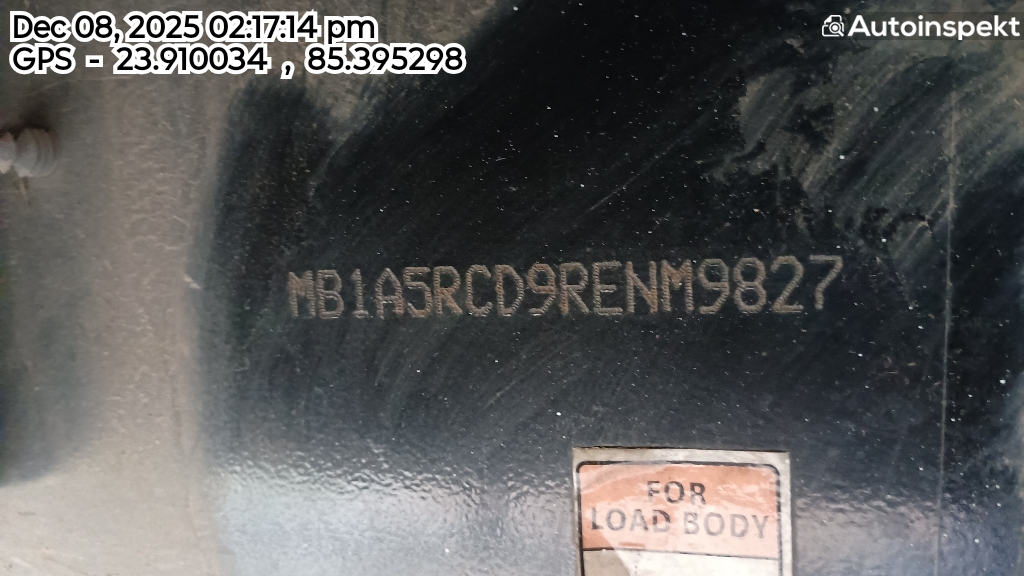 Dec 08, 2025 02:17:14 pm
GPS - 23.910034 , 85.395298
Autoinspekt
MB1A5RCD9RENM9827
FOR
LOAD BODY